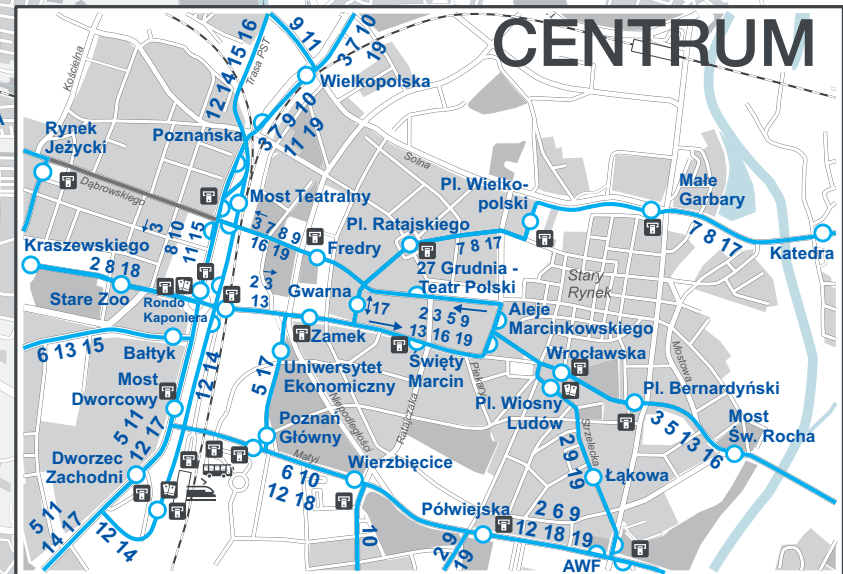 CENTRUM
Kościelna
Trasa PST
12 14 15 16
9 11
3 7 10
19
Wielkopolska
Rynek
Jeżycki
Poznańska
3 7 9 10
11 19
Solna
Dąbrowskiego
Most Teatralny
Pl. Wielko-
polski
Małe
Garbary
7 8 17
Katedra
3
8 10
11 15
3 7 8 9
16 19
Fredry
Pl. Ratajskiego
7 8 17
Kraszewskiego
2 8 18
Stare Zoo
Rondo
Kaponiera
2 3
13
Gwarna
17
27 Grudnia -
Teatr Polski
Stary
Rynek
2 3 5 9
13 16 19
Aleje
Marcinkowskiego
6 13 15
Bałtyk
Zamek
Święty
Marcin
Piekary
Wrocławska
Mostowa
Most
Dworcowy
12 14
5 17
Uniwersytet
Ekonomiczny
Niepodległości
Ratajczaka
Pl. Wiosny
Ludów
Pl. Bernardyński
3 5 13 16
Most
Św. Rocha
5 11
12 17
Poznań
Główny
Strzelecka
2 9
19
Dworzec
Zachodni
Matyi
6 10
12 18
Wierzbięcice
Łąkowa
5 11
14 17
12 14
10
Półwiejska
2 9
19
2 6 9
12 18 19
AWF